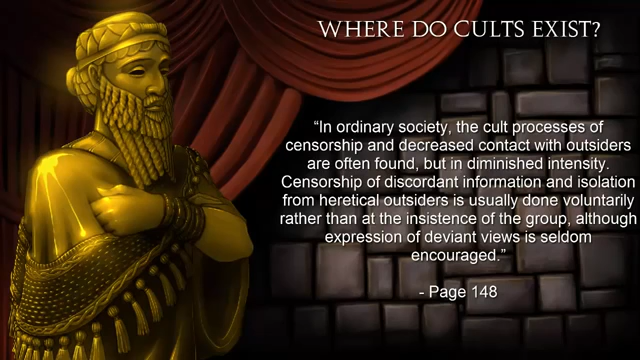 WHERE DO CULTS EXIST?
“In ordinary society, the cult processes of
censorship and decreased contact with outsiders
are often found, but in diminished intensity.
Censorship of discordant information and isolation
from heretical outsiders is usually done voluntarily
rather than at the insistence of the group, although
expression of deviant views is seldom
encouraged.”
- Page 148